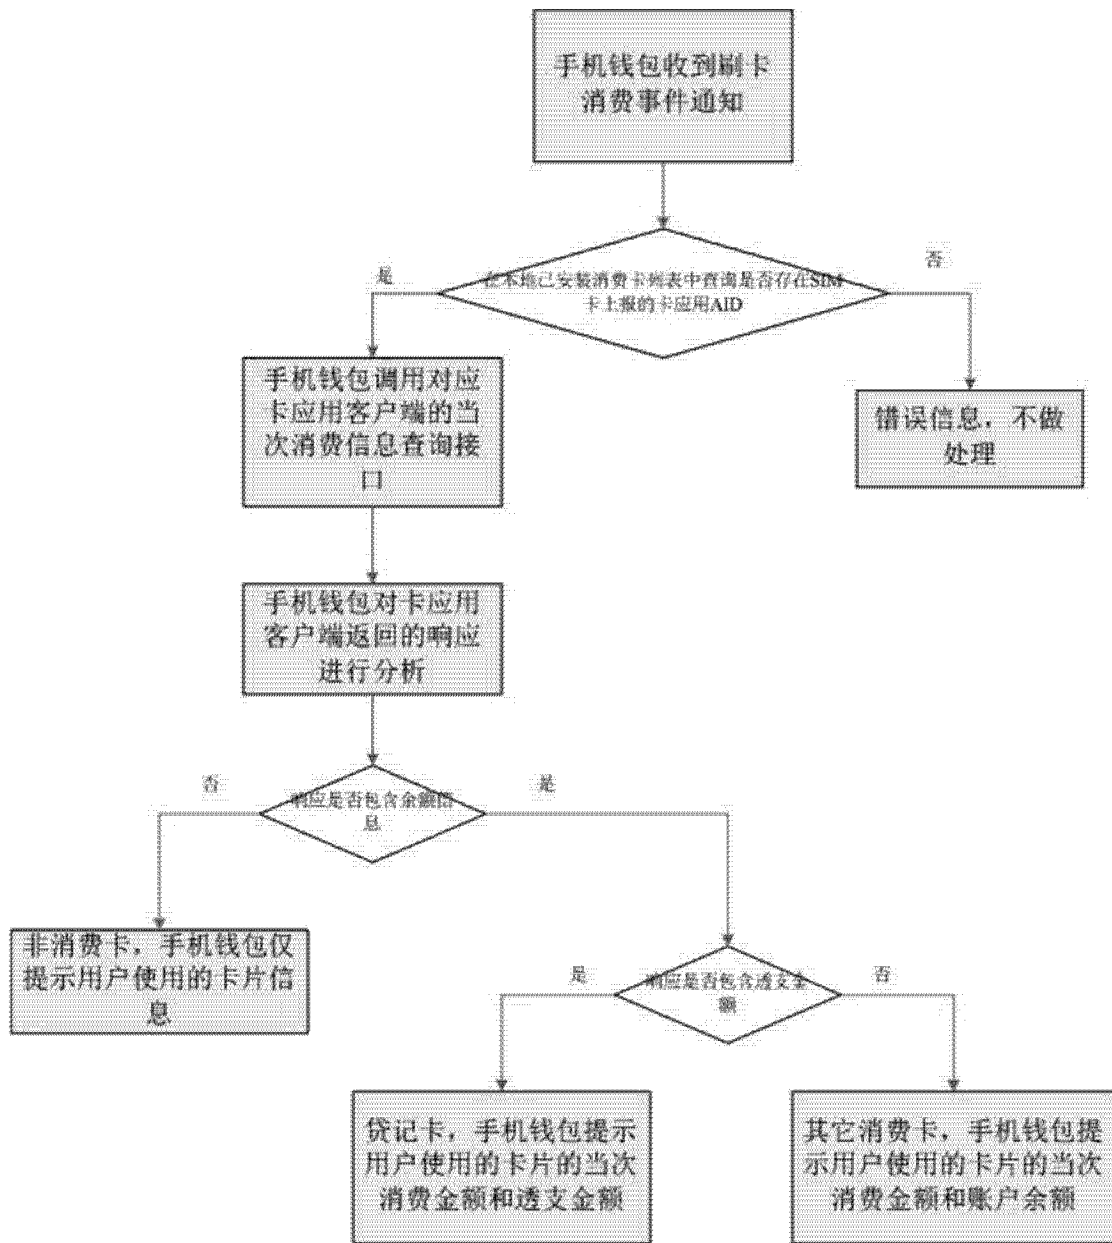 手机钱包收到刷卡
消费事件通知
是
否
在本地已安装消费卡列表中查询是否存在SIM
卡上报的卡应用AID
手机钱包调用对应
卡应用客户端的当
次消费信息查询接
口
错误信息，不做
处理
手机钱包对卡应用
客户端返回的响应
进行分析
否
是
响应是否包含余额信
息
非消费卡，手机钱包仅
提示用户使用的卡片信
息
是
否
响应是否包含透支金
额
贷记卡，手机钱包提示
用户使用的卡片的当次
消费金额和透支金额
其它消费卡，手机钱包提
示用户使用的卡片的当次
消费金额和账户余额